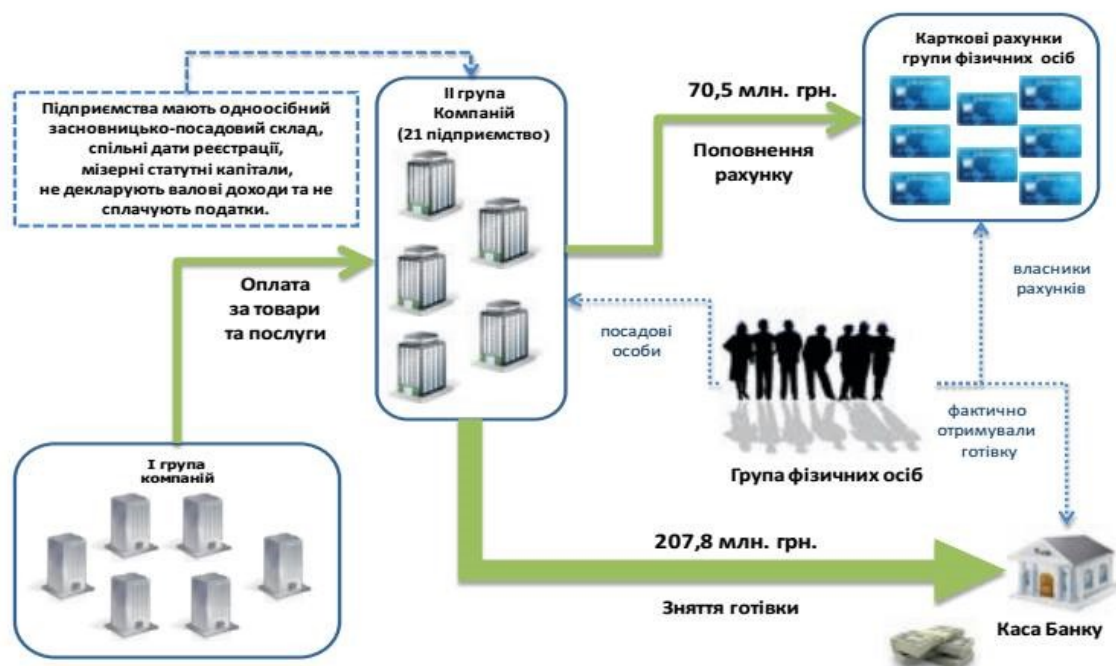 Підприємства мають одноосібний
засновницько-посадовий склад,
спільні дати реєстрації,
мізерні статутні капітали,
не декларують валові доходи та не
сплачують податки.
ІІ група
Компаній
(21 підприємство)
70,5 млн. грн.
Поповнення
рахунку
Карткові рахунки
групи фізичних осіб
Оплата
за товари
та послуги
посадові
особи
власники
рахунків
фактично
отримували
готівку
Група фізичних осіб
І група
компаній
207,8 млн. грн.
Зняття готівки
Каса Банку